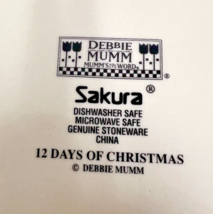 DEBBIE
MUMM
MUMM'S THE WORD
®
Sakura®
DISHWASHER SAFE
MICROWAVE SAFE
GENUINE STONEWARE
CHINA
12 DAYS OF CHRISTMAS
© DEBBIE MUMM